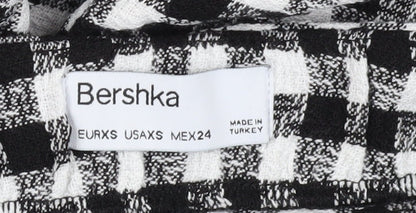 Bershka
EURXS USAXS MEX24
MADE IN
TURKEY